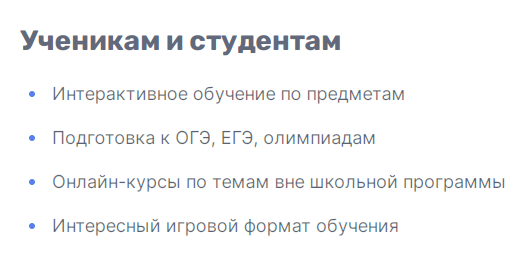 Ученикам и студентам
Интерактивное обучение по предметам
Подготовка к ОГЭ, ЕГЭ, олимпиадам
Онлайн-курсы по темам вне школьной программы
Интересный игровой формат обучения